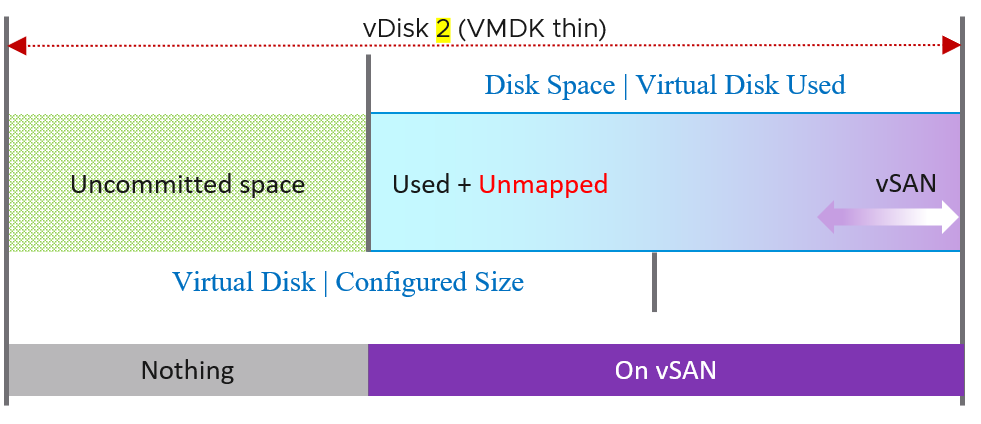 vDisk 2 (VMDK thin)
Disk Space | Virtual Disk Used
Uncommitted space
Used + Unmapped
vSAN
Virtual Disk | Configured Size
Nothing
On vSAN